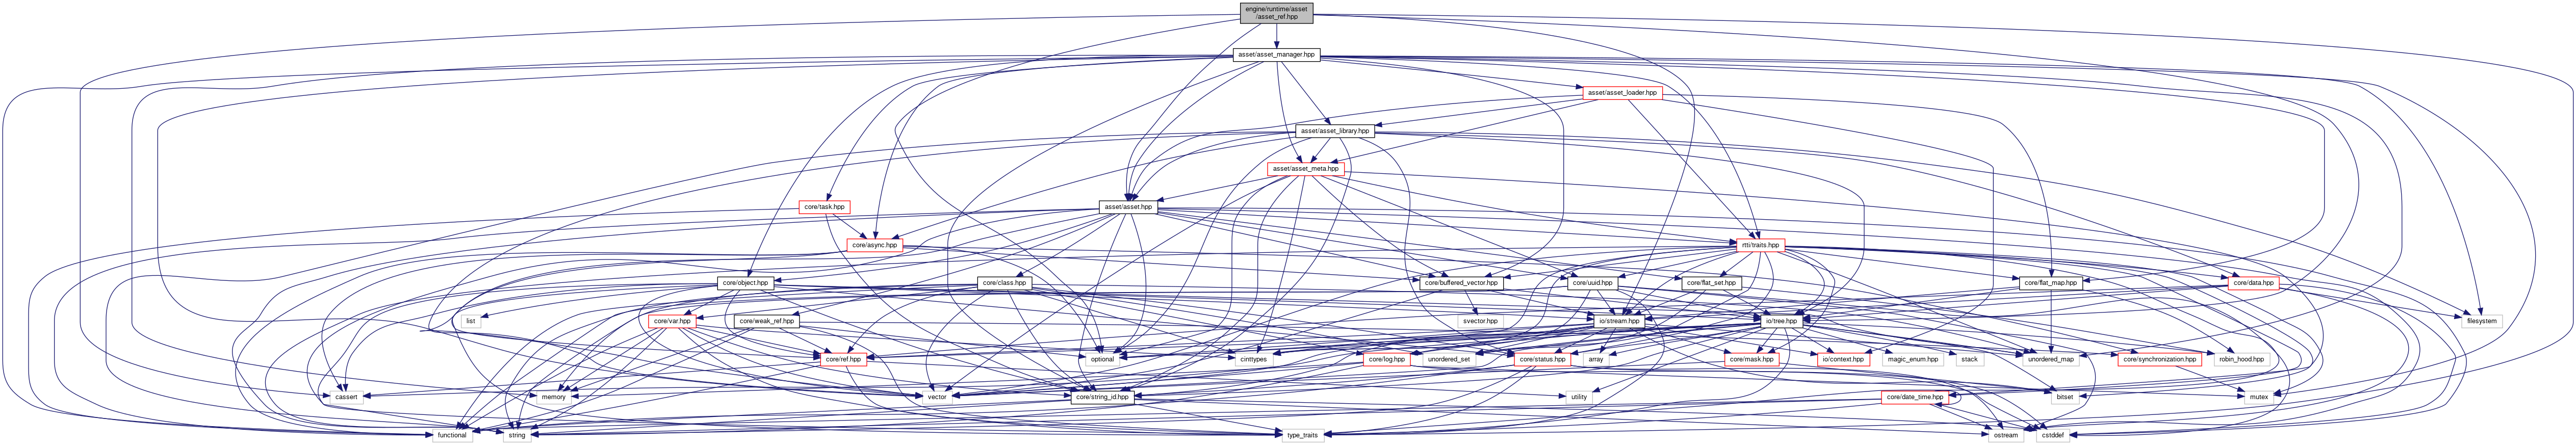 engine/runtime/asset
/asset_ref.hpp
asset/asset_manager.hpp
asset/asset_loader.hpp
asset/asset_library.hpp
asset/asset_meta.hpp
core/task.hpp
asset/asset.hpp
core/async.hpp
rtti/traits.hpp
core/object.hpp
core/class.hpp
core/buffered_vector.hpp
core/uuid.hpp
core/flat_set.hpp
core/flat_map.hpp
core/data.hpp
list
core/var.hpp
core/weak_ref.hpp
svector.hpp
io/stream.hpp
io/tree.hpp
filesystem
core/ref.hpp
optional
cinttypes
core/log.hpp
unordered_set
core/status.hpp
array
core/mask.hpp
io/context.hpp
magic_enum.hpp
stack
unordered_map
core/synchronization.hpp
robin_hood.hpp
cassert
memory
utility
vector
core/string_id.hpp
core/date_time.hpp
bitset
mutex
functional
string
type_traits
ostream
cstddef